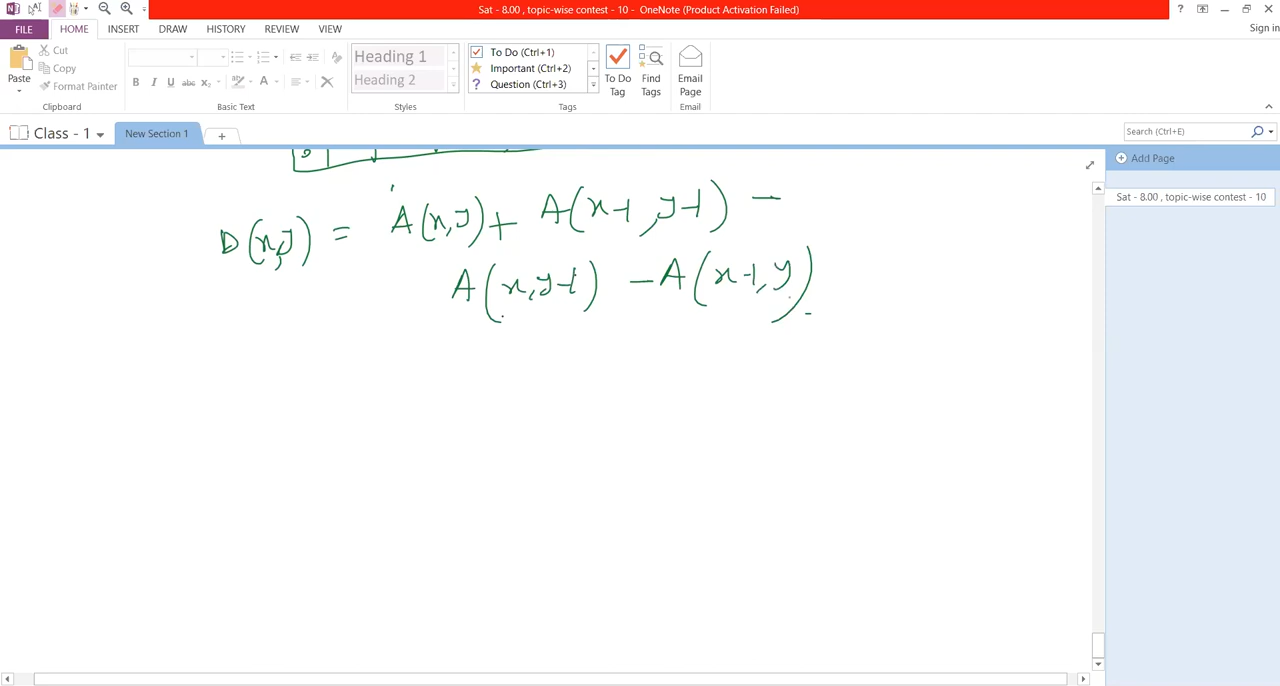 Sat - 8.00 , topic-wise contest - 10 - OneNote (Product Activation Failed)
FILE HOME INSERT DRAW HISTORY REVIEW VIEW Sign in
Paste Cut Copy Format Painter
B I U abc x₂ A
Heading 1
Heading 2
To Do (Ctrl+1)
Important (Ctrl+2)
Question (Ctrl+3)
To Do Tag
Find Tags
Email Page
Clipboard Basic Text Styles Tags Email
Class - 1 New Section 1 Search (Ctrl+E)
Add Page
Sat - 8.00 , topic-wise contest - 10
D(x,y) = A(x,y) + A(x-1,y-1) -
A(x,y-1) - A(x-1,y)